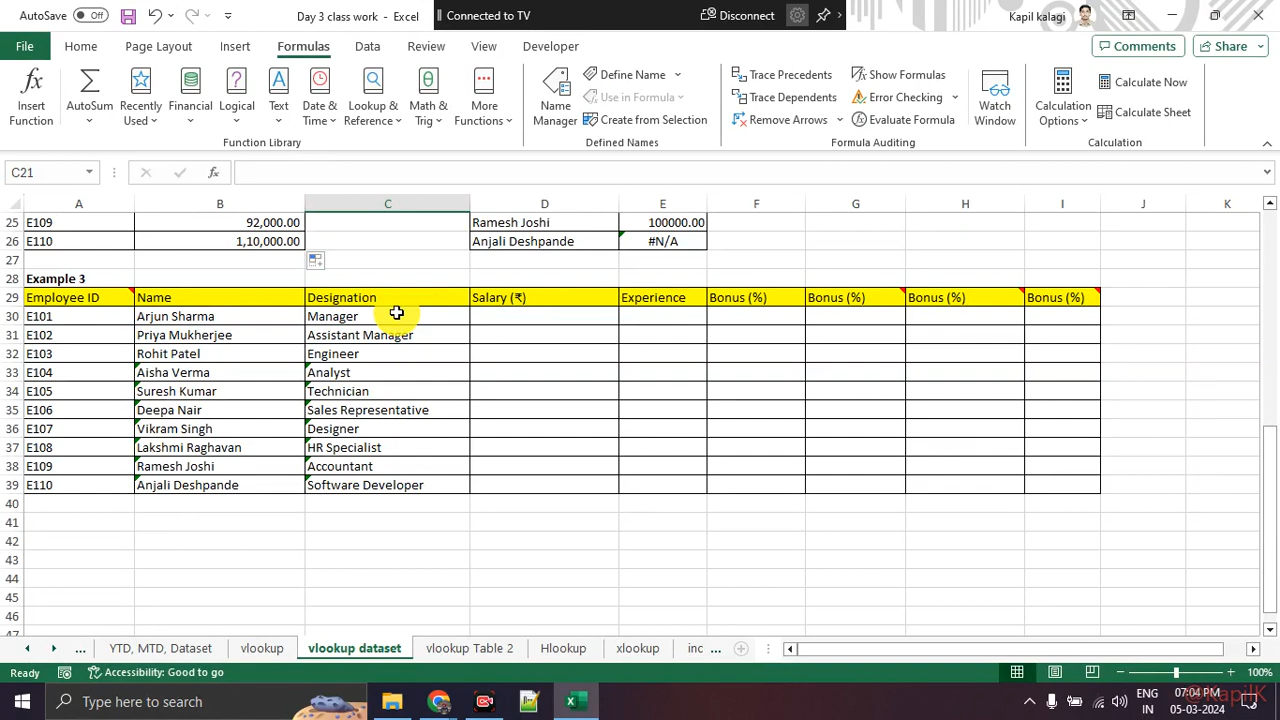 AutoSave Off Day 3 class work - Excel Connected to TV Disconnect Kapil kalagi
File Home Page Layout Insert Formulas Data Review View Developer Comments Share
Insert Function AutoSum Recently Used Financial Logical Text Date & Time Lookup & Reference Math & Trig More Functions
Function Library
Name Manager Define Name Use in Formula Create from Selection
Defined Names
Trace Precedents Trace Dependents Remove Arrows Show Formulas Error Checking Evaluate Formula Watch Window
Formula Auditing
Calculation Options Calculate Now Calculate Sheet
Calculation
C21 fx
A B C D E F G H I J K
25 E109 92,000.00 Ramesh Joshi 100000.00
26 E110 1,10,000.00 Anjali Deshpande #N/A
27
28 Example 3
29 Employee ID Name Designation Salary (₹) Experience Bonus (%) Bonus (%) Bonus (%) Bonus (%)
30 E101 Arjun Sharma Manager
31 E102 Priya Mukherjee Assistant Manager
32 E103 Rohit Patel Engineer
33 E104 Aisha Verma Analyst
34 E105 Suresh Kumar Technician
35 E106 Deepa Nair Sales Representative
36 E107 Vikram Singh Designer
37 E108 Lakshmi Raghavan HR Specialist
38 E109 Ramesh Joshi Accountant
39 E110 Anjali Deshpande Software Developer
40
41
42
43
44
45
46
47
... YTD, MTD, Dataset vlookup vlookup dataset vlookup Table 2 Hlookup xlookup inc ...
Ready Accessibility: Good to go 100%
Type here to search ENG IN 07:04 PM 05-03-2024
@KapilK